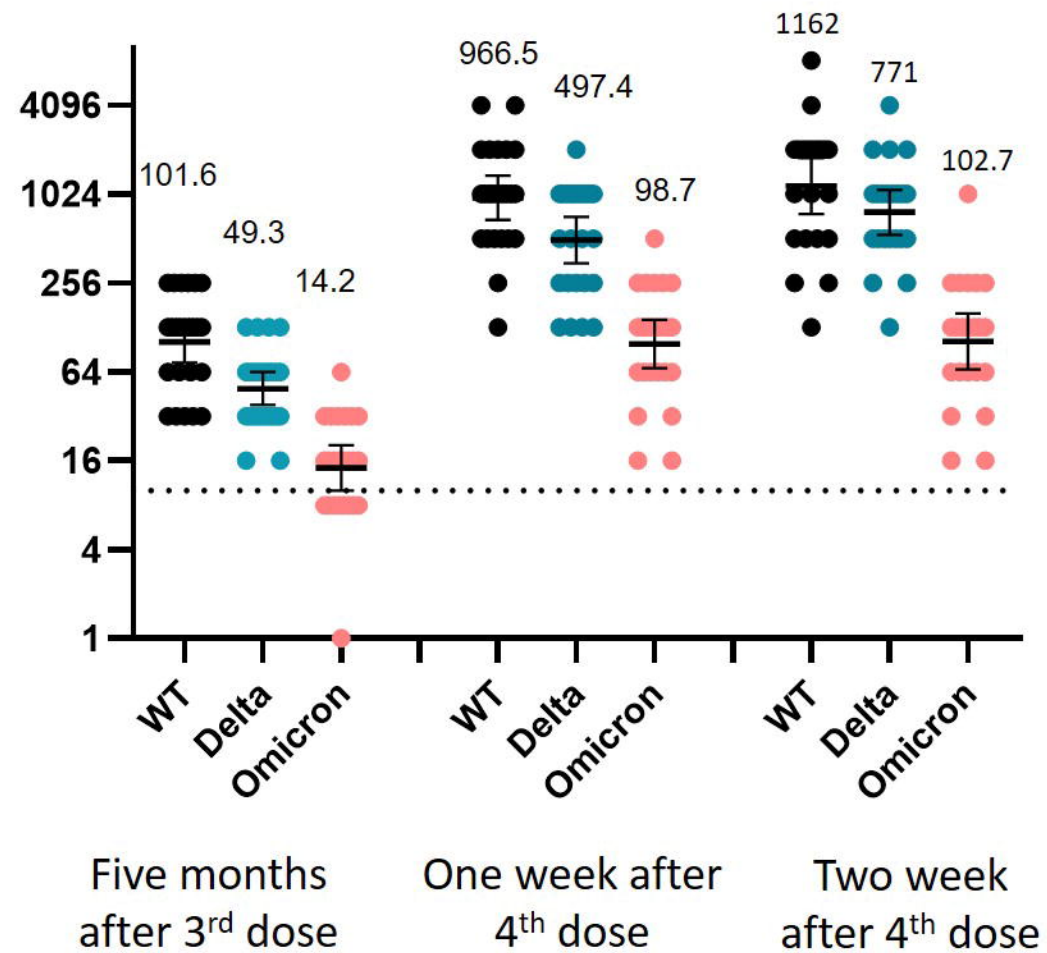 1162
966.5
771
497.4
4096
102.7
101.6
1024
98.7
49.3
256
14.2
64
16
4
1
WT
Delta
Omicron
WT
Delta
Omicron
WT
Delta
Omicron
Five months
after 3rd dose
One week after
4th dose
Two week
after 4th dose